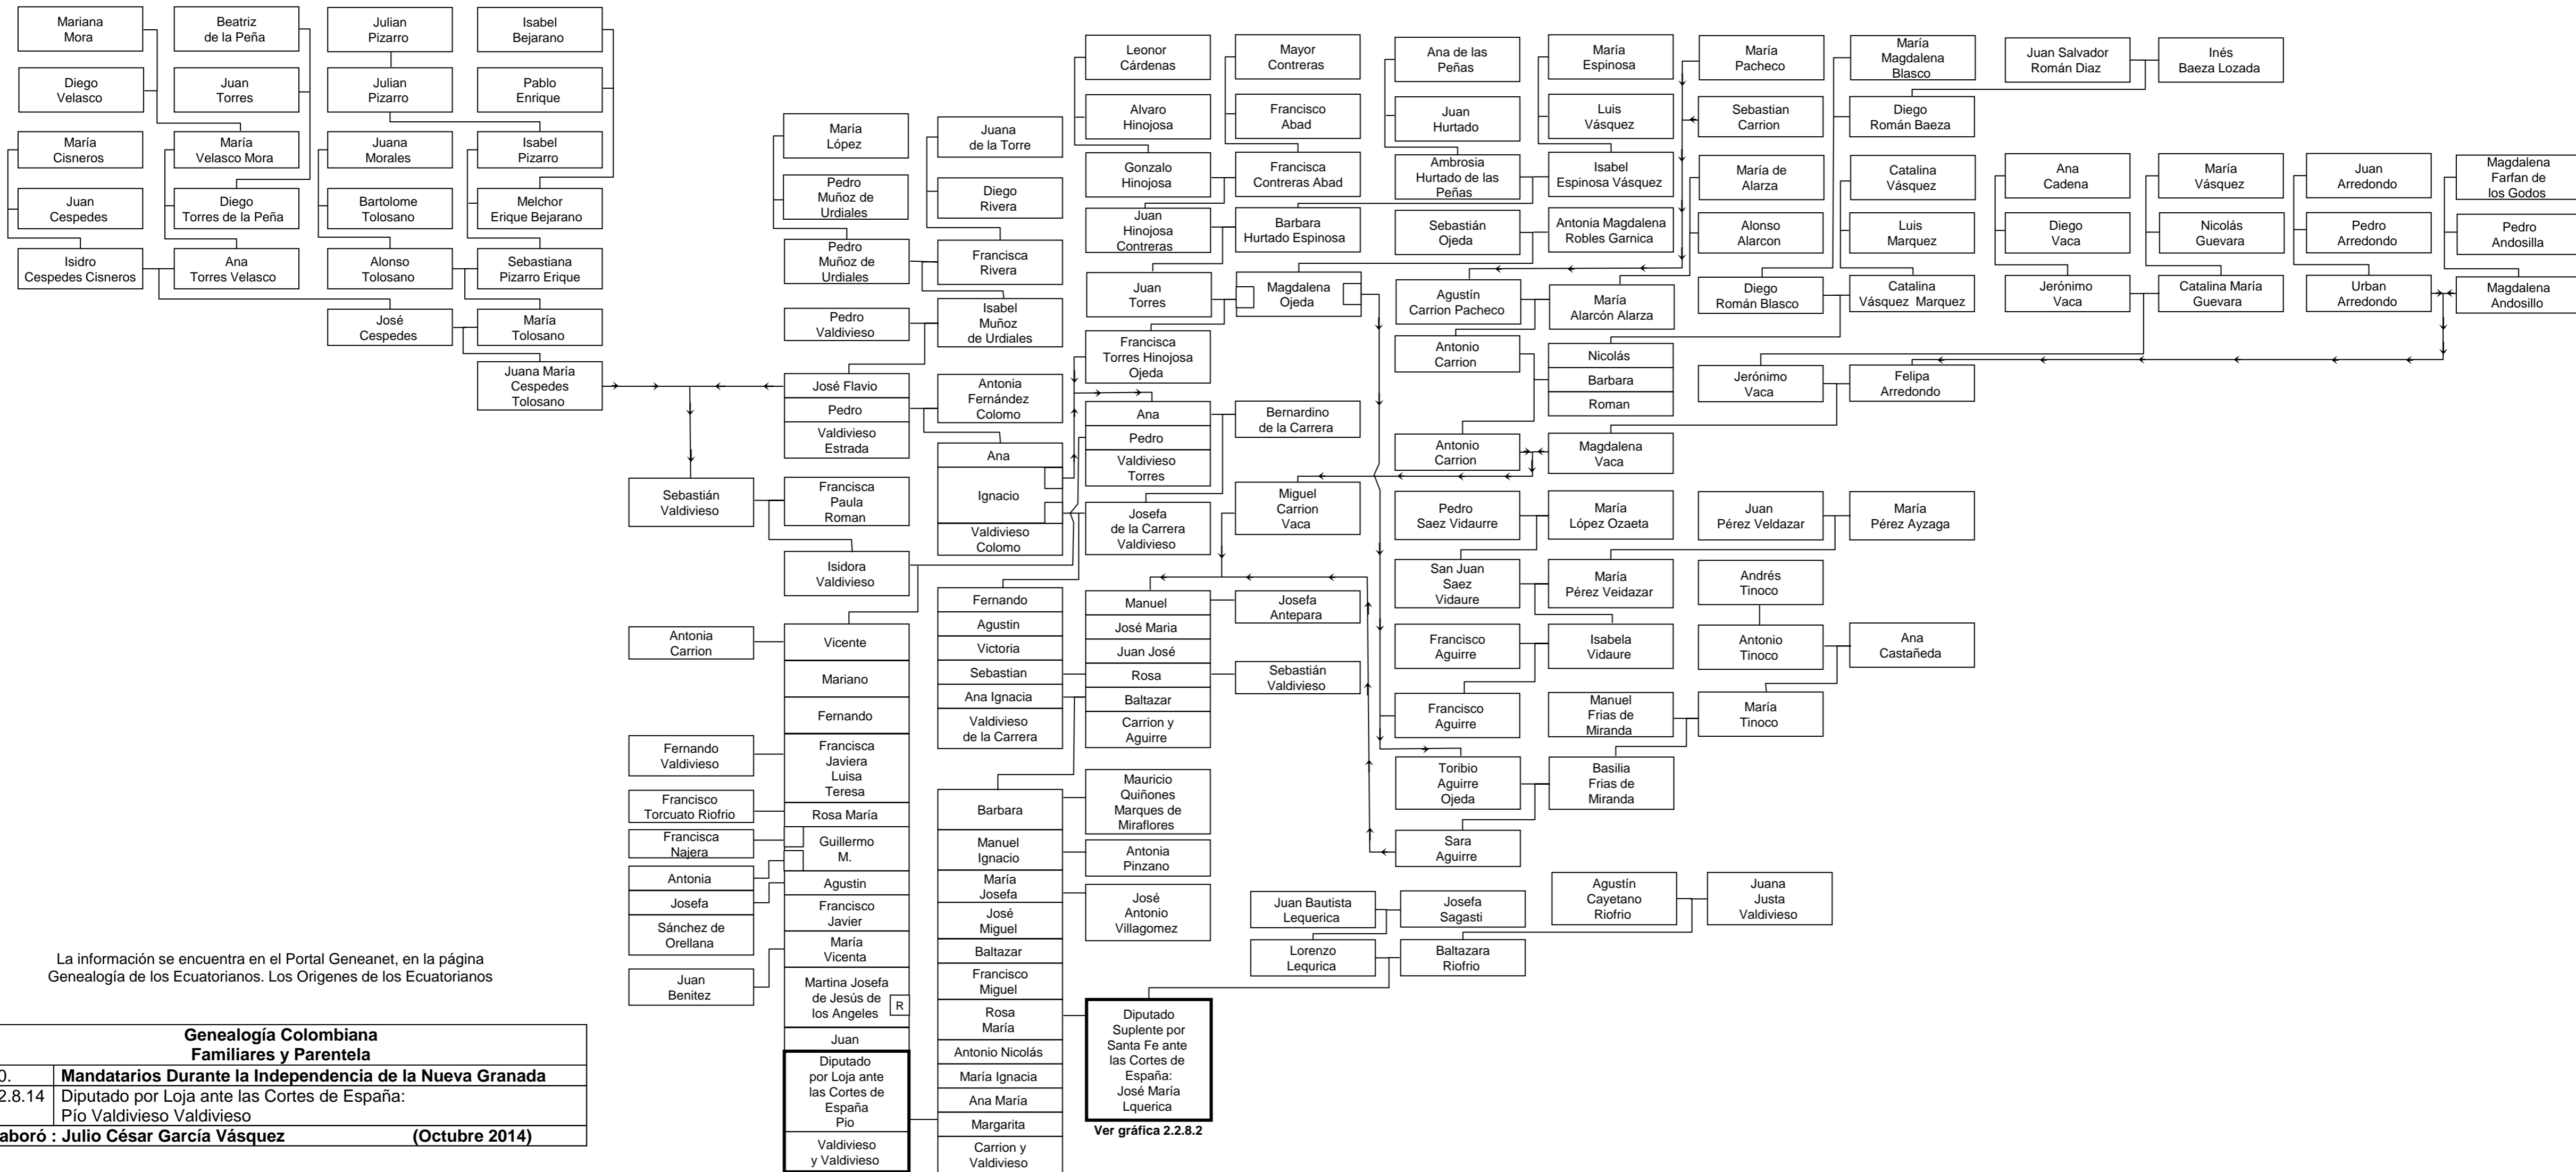 Mariana
Mora
Beatriz
de la Peña
Julian
Pizarro
Isabel
Bejarano
Diego
Velasco
Juan
Torres
Julian
Pizarro
Pablo
Enrique
María
Cisneros
María
Velasco Mora
Juana
Morales
Isabel
Pizarro
Juan
Cespedes
Diego
Torres de la Peña
Bartolome
Tolosano
Melchor
Erique Bejarano
Isidro
Cespedes Cisneros
Ana
Torres Velasco
Alonso
Tolosano
Sebastiana
Pizarro Erique
José
Cespedes
María
Tolosano
Juana María
Cespedes
Tolosano
María
López
Juana
de la Torre
Pedro
Muñoz de
Urdiales
Diego
Rivera
Pedro
Muñoz de
Urdiales
Francisca
Rivera
Pedro
Valdivieso
Isabel
Muñoz
de Urdiales
José Flavio
Pedro
Valdivieso
Estrada
Antonia
Fernández
Colomo
Ana
Ignacio
Valdivieso
Colomo
Sebastián
Valdivieso
Francisca
Paula
Roman
Isidora
Valdivieso
Leonor
Cárdenas
Mayor
Contreras
Ana de las
Peñas
María
Espinosa
María
Pacheco
María
Magdalena
Blasco
Juan Salvador
Román Diaz
Inés
Baeza Lozada
Alvaro
Hinojosa
Francisco
Abad
Juan
Hurtado
Luis
Vásquez
Sebastian
Carrion
Diego
Román Baeza
Gonzalo
Hinojosa
Francisca
Contreras Abad
Ambrosia
Hurtado de las
Peñas
Isabel
Espinosa Vásquez
María de
Alarza
Catalina
Vásquez
Ana
Cadena
María
Vásquez
Juan
Arredondo
Magdalena
Farfan de
los Godos
Juan
Hinojosa
Contreras
Barbara
Hurtado Espinosa
Sebastián
Ojeda
Antonia Magdalena
Robles Garnica
Alonso
Alarcon
Luis
Marquez
Diego
Vaca
Nicolás
Guevara
Pedro
Arredondo
Pedro
Andosilla
Juan
Torres
Magdalena
Ojeda
Agustín
Carrion Pacheco
María
Alarcón Alarza
Diego
Román Blasco
Catalina
Vásquez  Marquez
Jerónimo
Vaca
Catalina María
Guevara
Urban
Arredondo
Magdalena
Andosillo
Francisca
Torres Hinojosa
Ojeda
Antonio
Carrion
Nicolás
Barbara
Roman
Jerónimo
Vaca
Felipa
Arredondo
Ana
Pedro
Valdivieso
Torres
Bernardino
de la Carrera
Antonio
Carrion
Magdalena
Vaca
Josefa
de la Carrera
Valdivieso
Miguel
Carrion
Vaca
Pedro
Saez Vidaurre
María
López Ozaeta
Juan
Pérez Veldazar
María
Pérez Ayzaga
San Juan
Saez
Vidaure
María
Pérez Veidazar
Andrés
Tinoco
Francisco
Aguirre
Isabela
Vidaure
Antonio
Tinoco
Ana
Castañeda
Francisco
Aguirre
Manuel
Frias de
Miranda
María
Tinoco
Toribio
Aguirre
Ojeda
Basilia
Frias de
Miranda
Sara
Aguirre
Fernando
Agustin
Victoria
Sebastian
Ana Ignacia
Valdivieso
de la Carrera
Manuel
José Maria
Juan José
Rosa
Baltazar
Carrion y
Aguirre
Josefa
Antepara
Sebastián
Valdivieso
Antonia
Carrion
Fernando
Valdivieso
Francisco
Torcuato Riofrio
Francisca
Najera
Antonia
Josefa
Sánchez de
Orellana
Juan
Benitez
Vicente
Mariano
Fernando
Francisca
Javiera
Luisa
Teresa
Rosa María
Guillermo
M.
Agustin
Francisco
Javier
María
Vicenta
Martina Josefa
de Jesús de
los Angeles
R
Juan
Diputado
por Loja ante
las Cortes de
España
Pio
Valdivieso
y Valdivieso
Barbara
Manuel
Ignacio
María
Josefa
José
Miguel
Baltazar
Francisco
Miguel
Rosa
María
Antonio Nicolás
María Ignacia
Ana María
Margarita
Carrion y
Valdivieso
Mauricio
Quiñones
Marques de
Miraflores
Antonia
Pinzano
José
Antonio
Villagomez
Juan Bautista
Lequerica
Josefa
Sagasti
Agustín
Cayetano
Riofrio
Juana
Justa
Valdivieso
Lorenzo
Lequrica
Baltazara
Riofrio
Diputado
Suplente por
Santa Fe ante
las Cortes de
España:
José María
Lquerica
Ver gráfica 2.2.8.2
La información se encuentra en el Portal Geneanet, en la página
Genealogía de los Ecuatorianos. Los Origenes de los Ecuatorianos
Genealogía Colombiana
Familiares y Parentela
0. Mandatarios Durante la Independencia de la Nueva Granada
2.8.14 Diputado por Loja ante las Cortes de España:
Pío Valdivieso Valdivieso
aboró : Julio César García Vásquez (Octubre 2014)